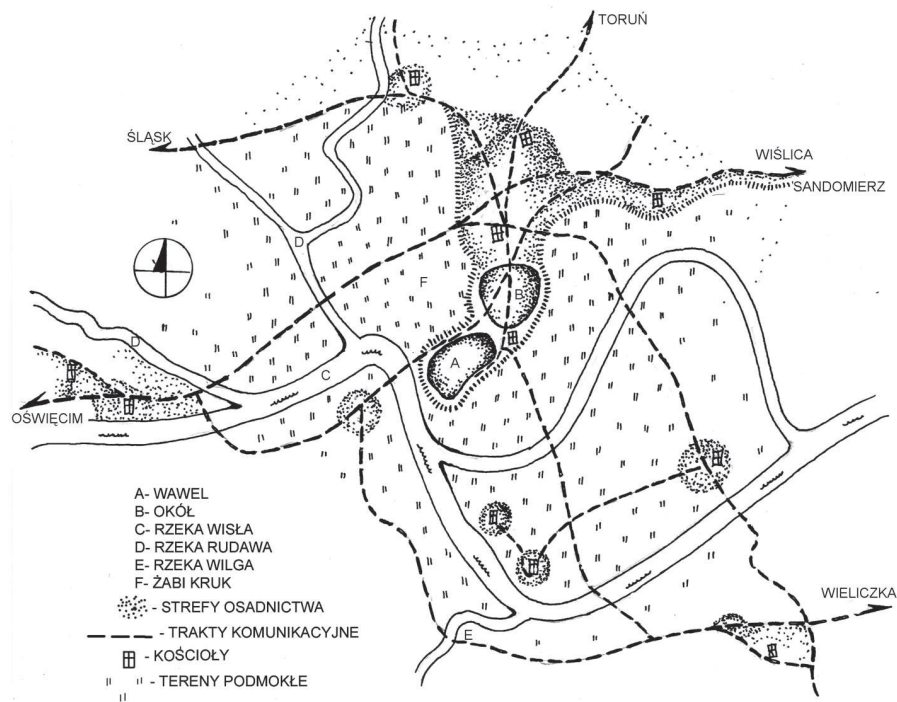 TORUŃ
ŚLĄSK
WIŚLICA
SANDOMIERZ
D
F
B
D
A
C
OŚWIĘCIM
A- WAWEL
B- OKÓŁ
C- RZEKA WISŁA
D- RZEKA RUDAWA
E- RZEKA WILGA
F- ŻABI KRUK
- STREFY OSADNICTWA
- TRAKTY KOMUNIKACYJNE
- KOŚCIOŁY
- TERENY PODMOKŁE
WIELICZKA
E